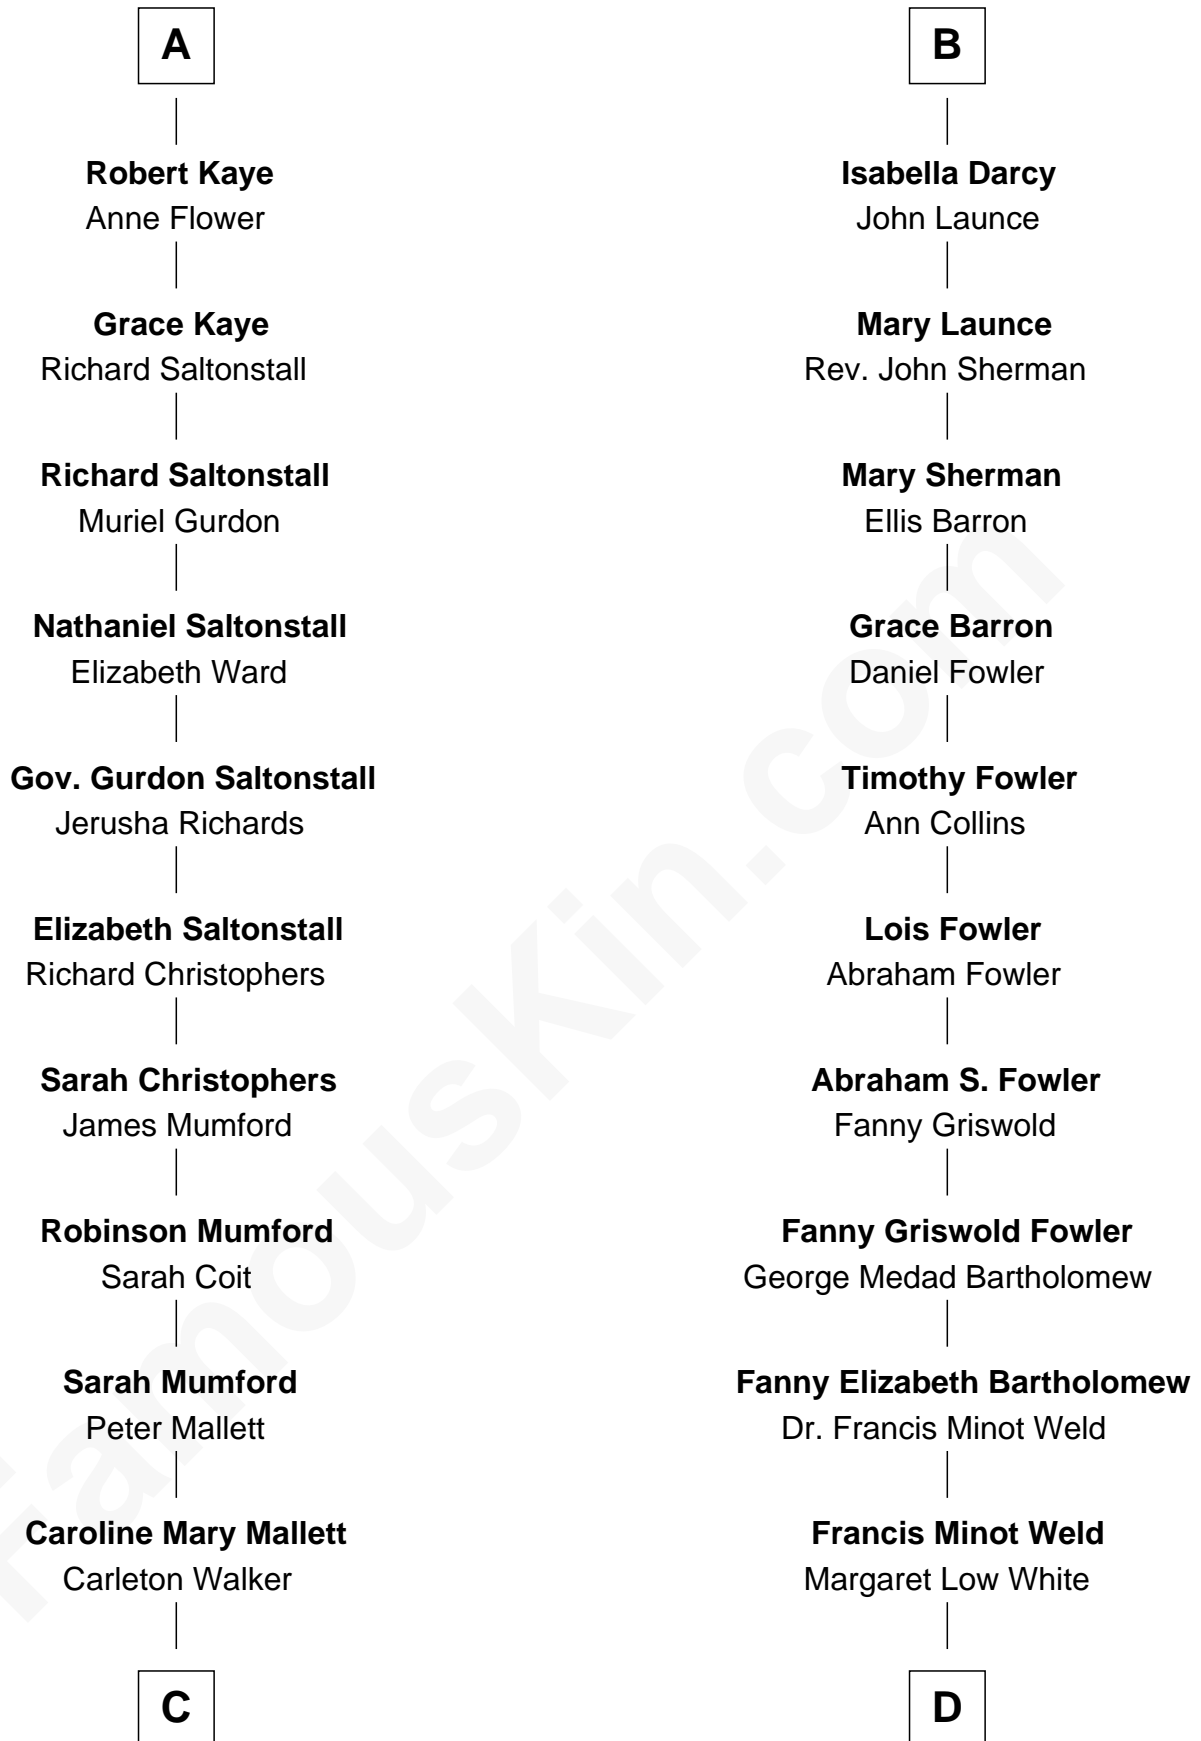 A
Robert Kaye
Anne Flower
Grace Kaye
Richard Saltonstall
Richard Saltonstall
Muriel Gurdon
Nathaniel Saltonstall
Elizabeth Ward
Gov. Gurdon Saltonstall
Jerusha Richards
Elizabeth Saltonstall
Richard Christophers
Sarah Christophers
James Mumford
Robinson Mumford
Sarah Coit
Sarah Mumford
Peter Mallett
Caroline Mary Mallett
Carleton Walker
C
B
Isabella Darcy
John Launce
Mary Launce
Rev. John Sherman
Mary Sherman
Ellis Barron
Grace Barron
Daniel Fowler
Timothy Fowler
Ann Collins
Lois Fowler
Abraham Fowler
Abraham S. Fowler
Fanny Griswold
Fanny Griswold Fowler
George Medad Bartholomew
Fanny Elizabeth Bartholomew
Dr. Francis Minot Weld
Francis Minot Weld
Margaret Low White
D
FamousKin.com